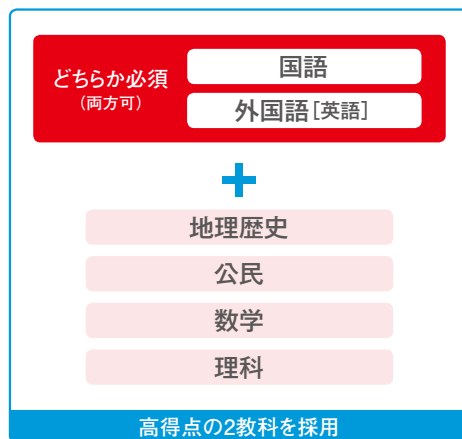 どちらか必須
（両方可）
国語
外国語［英語］
+
地理歴史
公民
数学
理科
高得点の2教科を採用